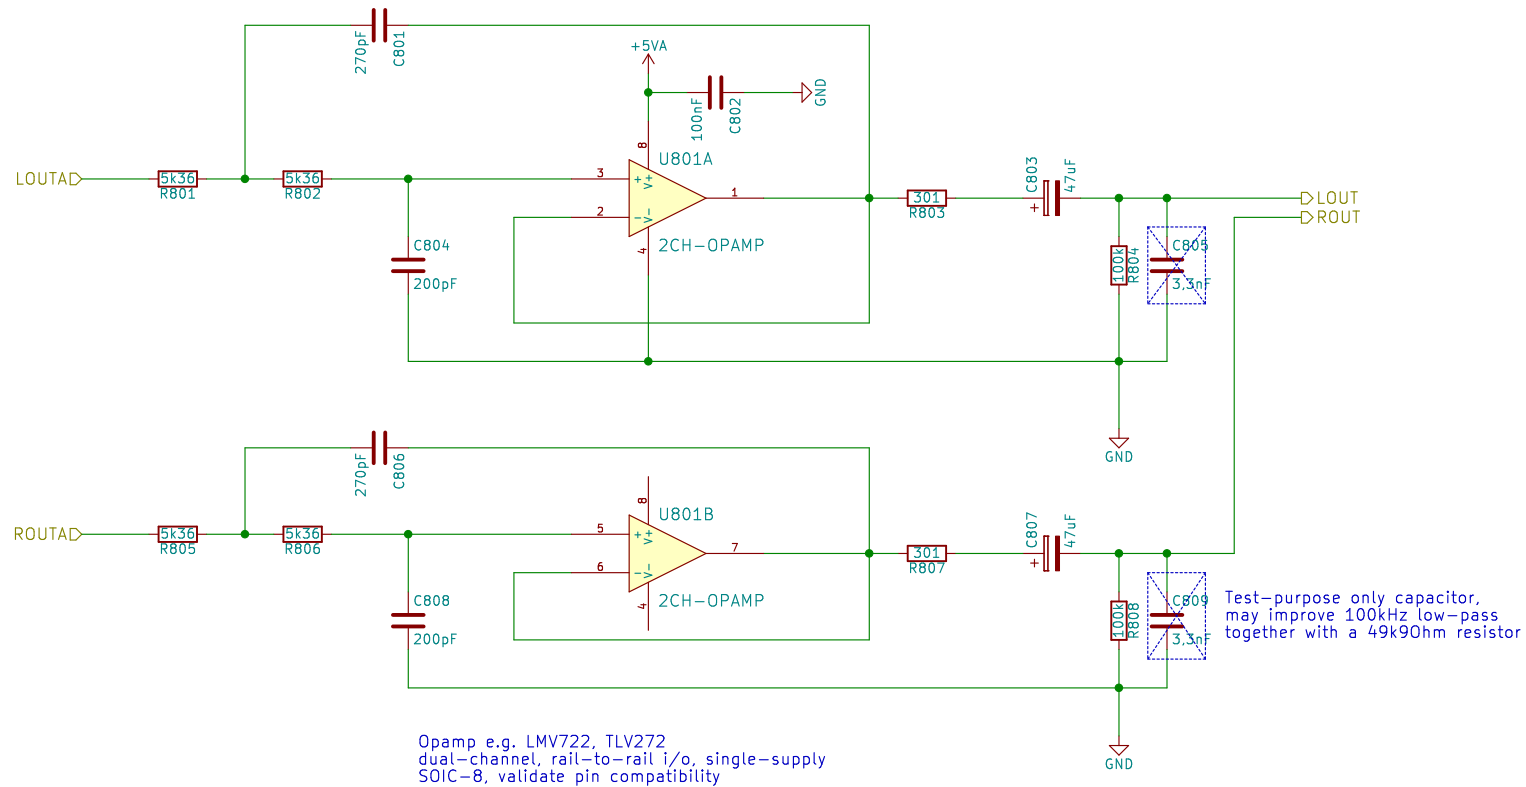 270pF
C801
+5VA
100nF
C802
GND
8
U801A
LOUTA
5k36
R801
5k36
R802
3
+
V+
1
2
-
V-
4
2CH-OPAMP
C804
200pF
301
R803
C803
47uF
+
LOUT
ROUT
100k
R804
C805
3,3nF
GND
270pF
C806
8
U801B
ROUTA
5k36
R805
5k36
R806
5
+
V+
7
6
-
V-
4
2CH-OPAMP
C808
200pF
301
R807
C807
47uF
+
100k
R808
C809
3,3nF
Test-purpose only capacitor,
may improve 100kHz low-pass
together with a 49k9Ohm resistor
GND
Opamp e.g. LMV722, TLV272
dual-channel, rail-to-rail i/o, single-supply
SOIC-8, validate pin compatibility